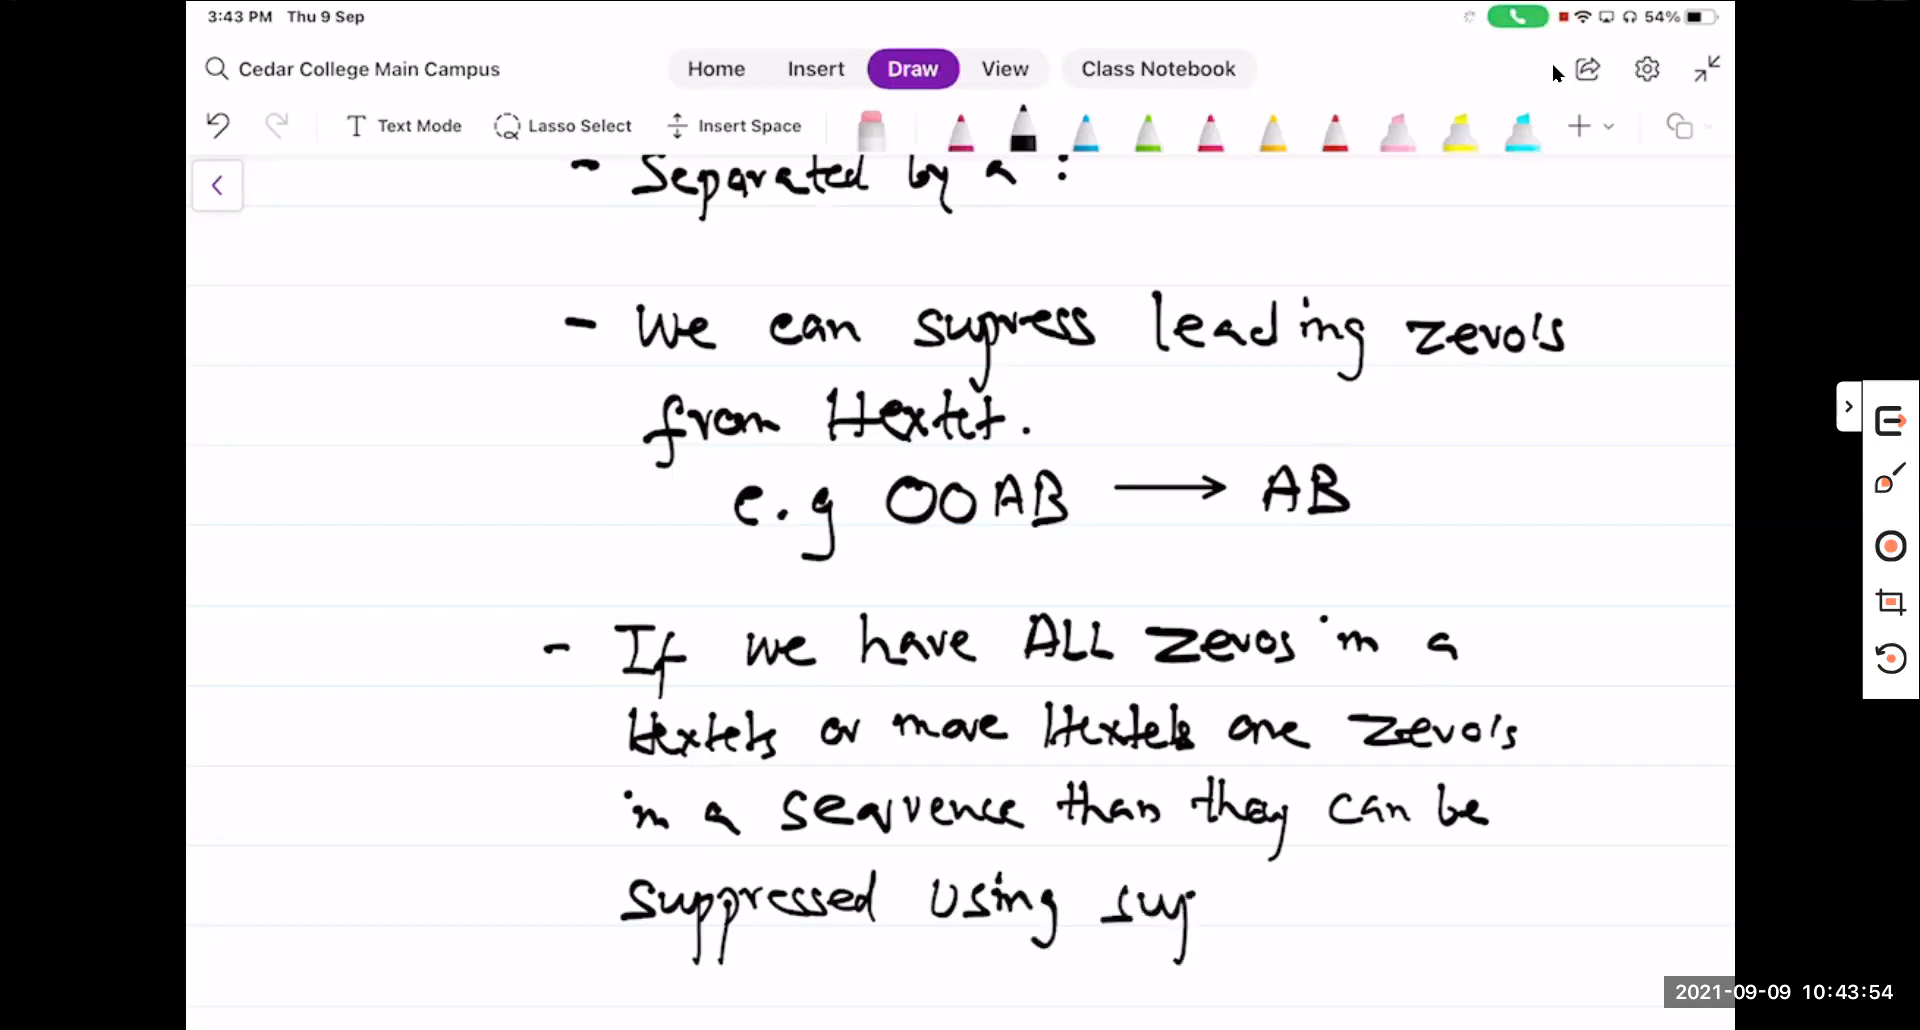 3:43 PM Thu 9 Sep
54%
Cedar College Main Campus
Home Insert Draw View Class Notebook
Text Mode Lasso Select Insert Space
- Separated by a :
- We can supress leading zero's
from Hextet.
e.g 00AB → AB
- If we have ALL zeros in a
Hextets or more Hextets one zero's
in a seqvence than they can be
suppressed using sup
2021-09-09 10:43:54